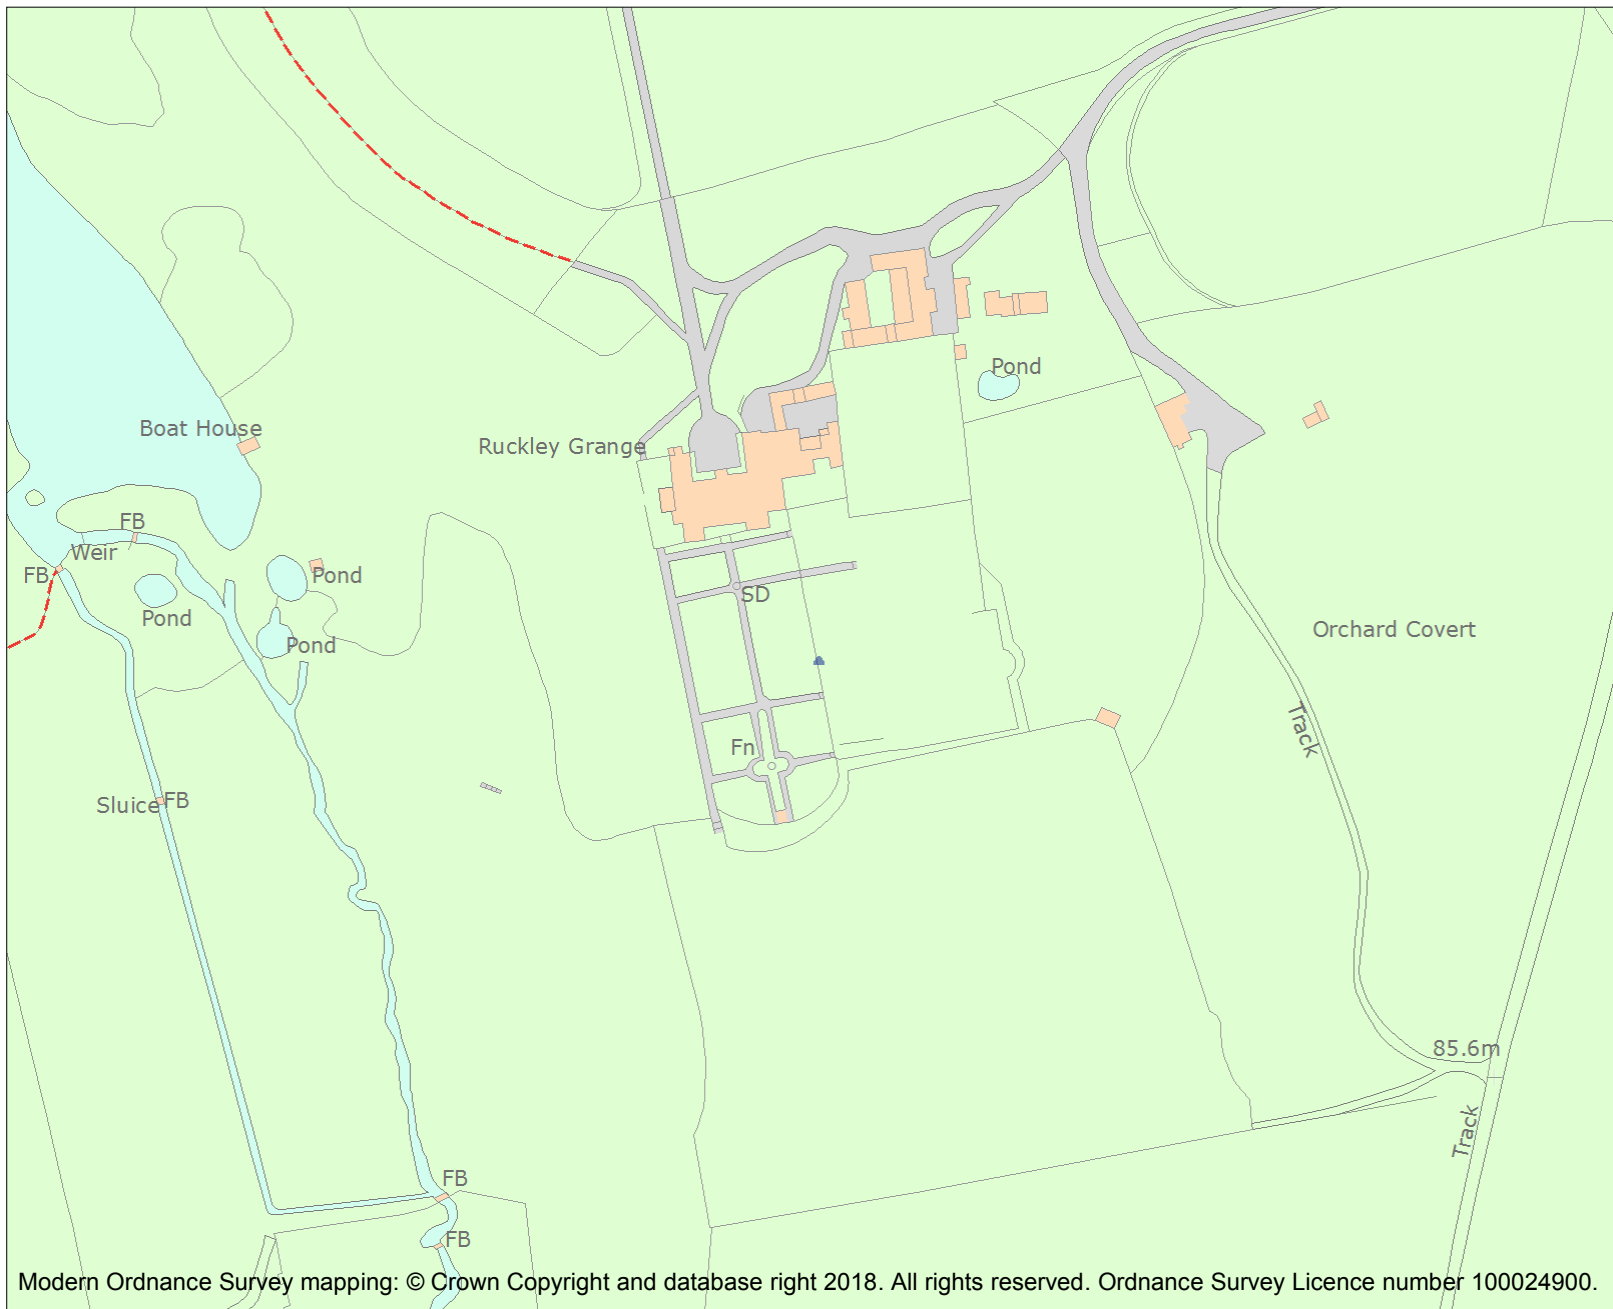 Pond
Boat House
Ruckley Grange
FB
Weir
FB
Pond
Pond
SD
Pond
Orchard Covert
Track
Fn
Sluice
FB
85.6m
Track
FB
FB
Modern Ordnance Survey mapping: © Crown Copyright and database right 2018. All rights reserved. Ordnance Survey Licence number 100024900.